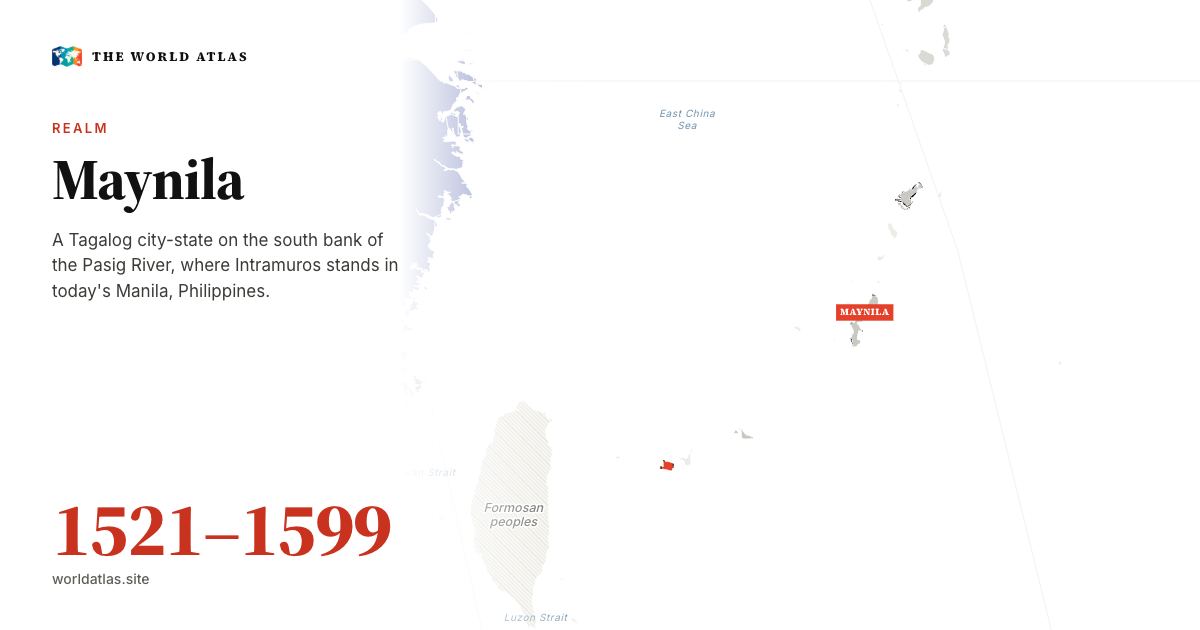 THE WORLD ATLAS
REALM
Maynila
A Tagalog city-state on the south bank of
the Pasig River, where Intramuros stands in
today's Manila, Philippines.
1521–1599
worldatlas.site
East China
Sea
MAYNILA
Strait
Formosan
peoples
Luzon Strait